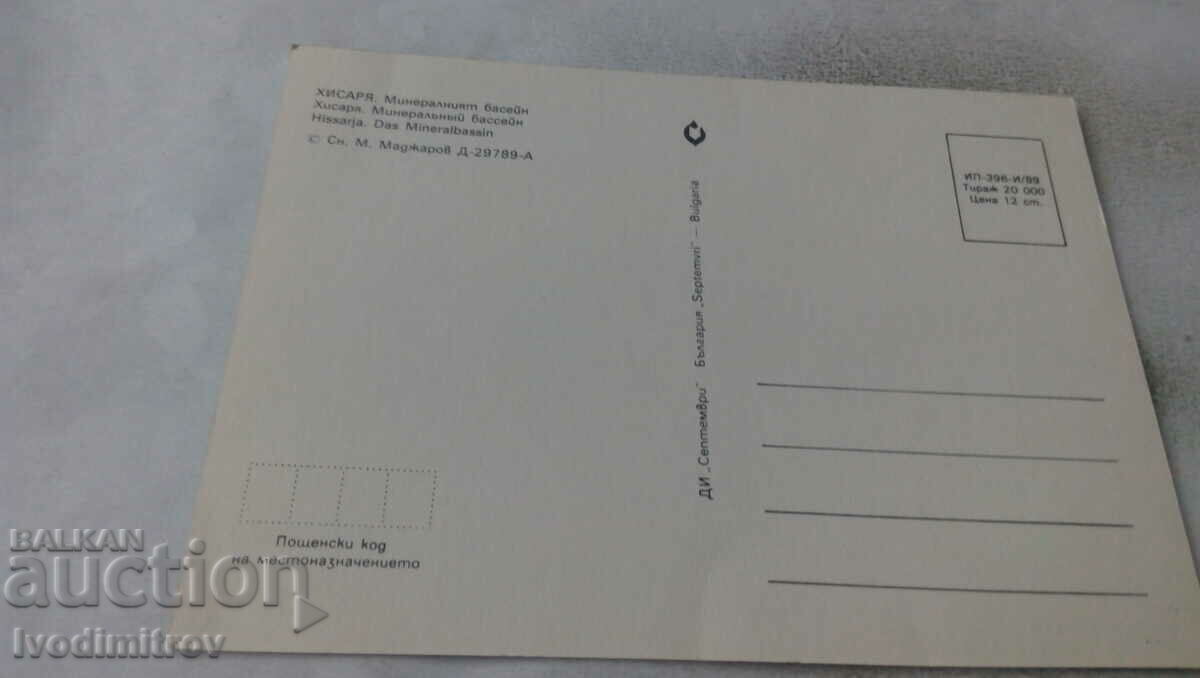 ХИСАРЯ. Минералният басейн
Хисаря. Минеральный бассейн
Hissarja. Das Mineralbassin
© Сн. М. Маджаров Д-29789-А
ДИ „Септември" България „Septemvri" — Bulgaria
ИП-396-И/89
Тираж 20 000
Цена 12 ст.
Пощенски код
на местоназначението
BALKAN
auction
Ivodimitrov